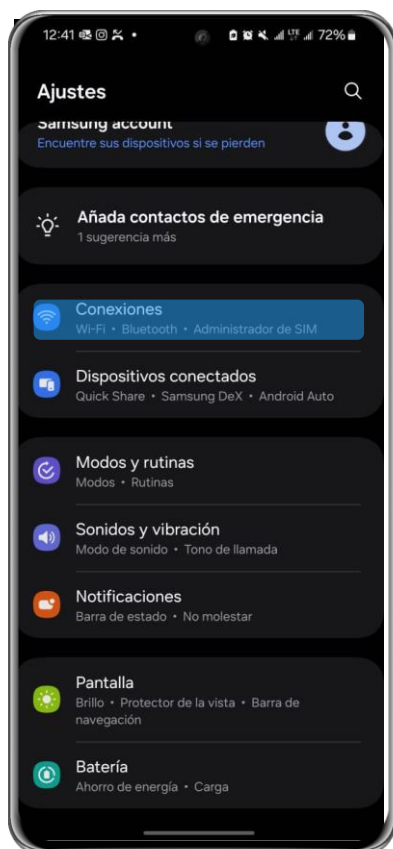 12:41 LTE 72%
Ajustes
Samsung account
Encuentre sus dispositivos si se pierden
Añada contactos de emergencia
1 sugerencia más
Conexiones
Wi-Fi • Bluetooth • Administrador de SIM
Dispositivos conectados
Quick Share • Samsung DeX • Android Auto
Modos y rutinas
Modos • Rutinas
Sonidos y vibración
Modo de sonido • Tono de llamada
Notificaciones
Barra de estado • No molestar
Pantalla
Brillo • Protector de la vista • Barra de
navegación
Batería
Ahorro de energía • Carga